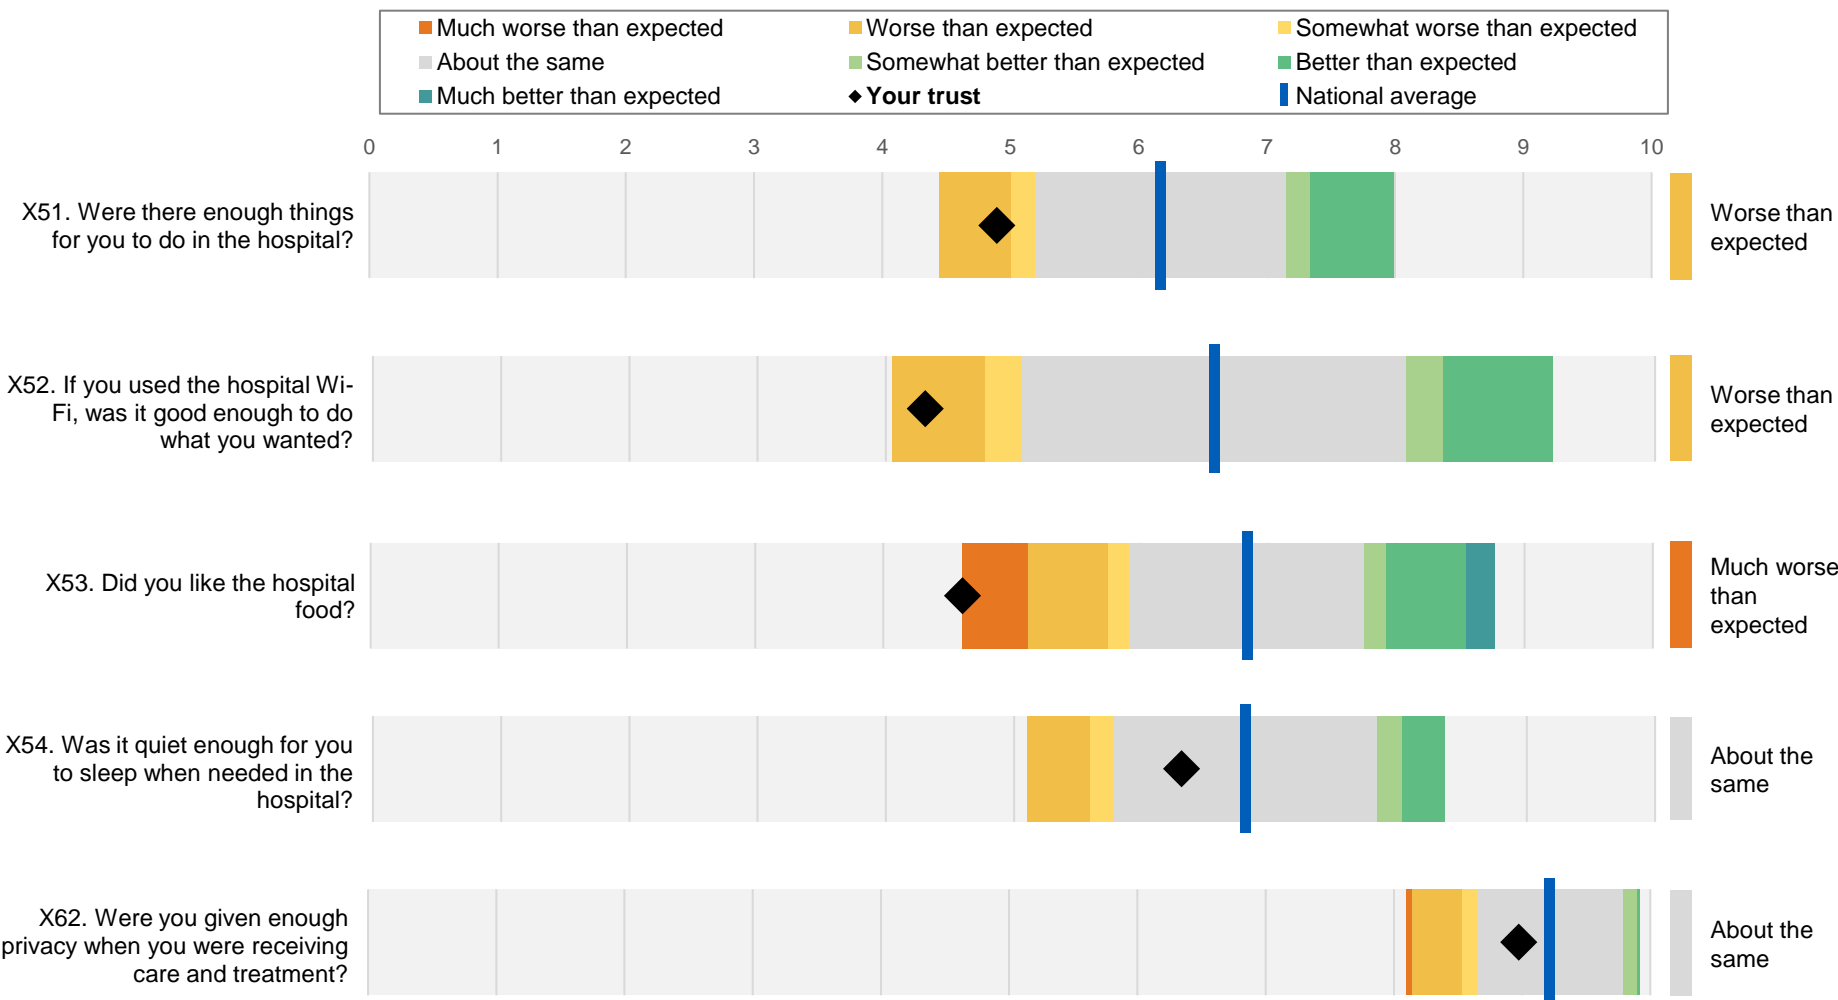 Much worse than expected
Worse than expected
Somewhat worse than expected
About the same
Somewhat better than expected
Better than expected
Much better than expected
Your trust
National average
0 1 2 3 4 5 6 7 8 9 10
X51. Were there enough things
for you to do in the hospital?
Worse than
expected
X52. If you used the hospital Wi-
Fi, was it good enough to do
what you wanted?
Worse than
expected
X53. Did you like the hospital
food?
Much worse
than
expected
X54. Was it quiet enough for you
to sleep when needed in the
hospital?
About the
same
X62. Were you given enough
privacy when you were receiving
care and treatment?
About the
same